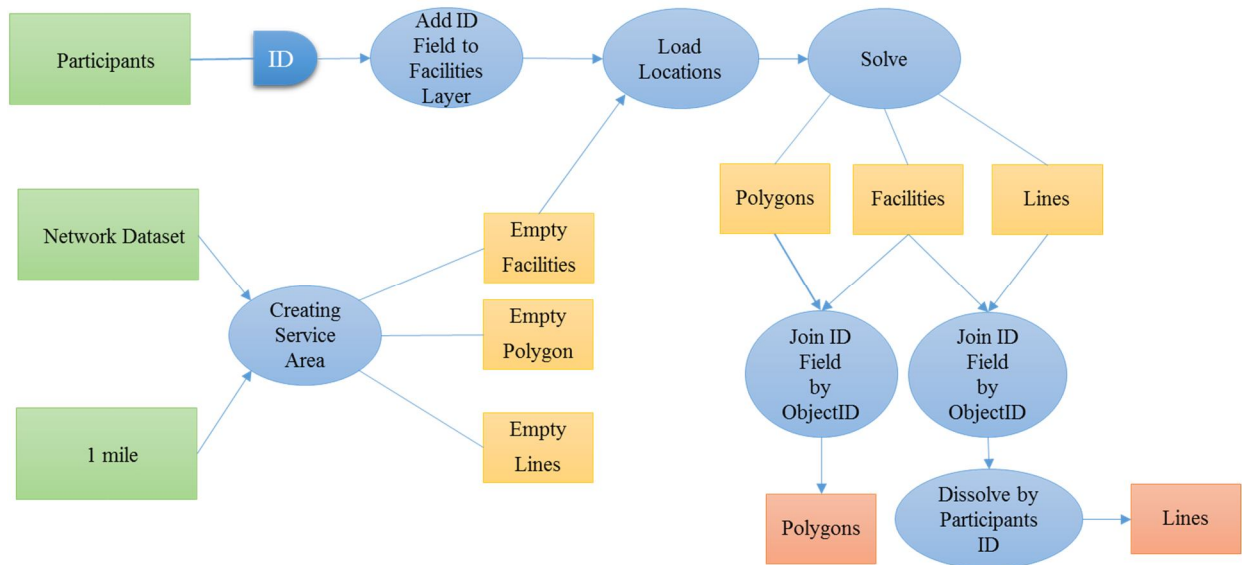 Participants
ID
Add ID
Field to
Facilities
Layer
Load
Locations
Solve
Polygons
Facilities
Lines
Network Dataset
Empty
Facilities
Creating
Service
Area
Empty
Polygon
Join ID
Field
by
ObjectID
Join ID
Field
by
ObjectID
1 mile
Empty
Lines
Polygons
Dissolve by
Participants
ID
Lines